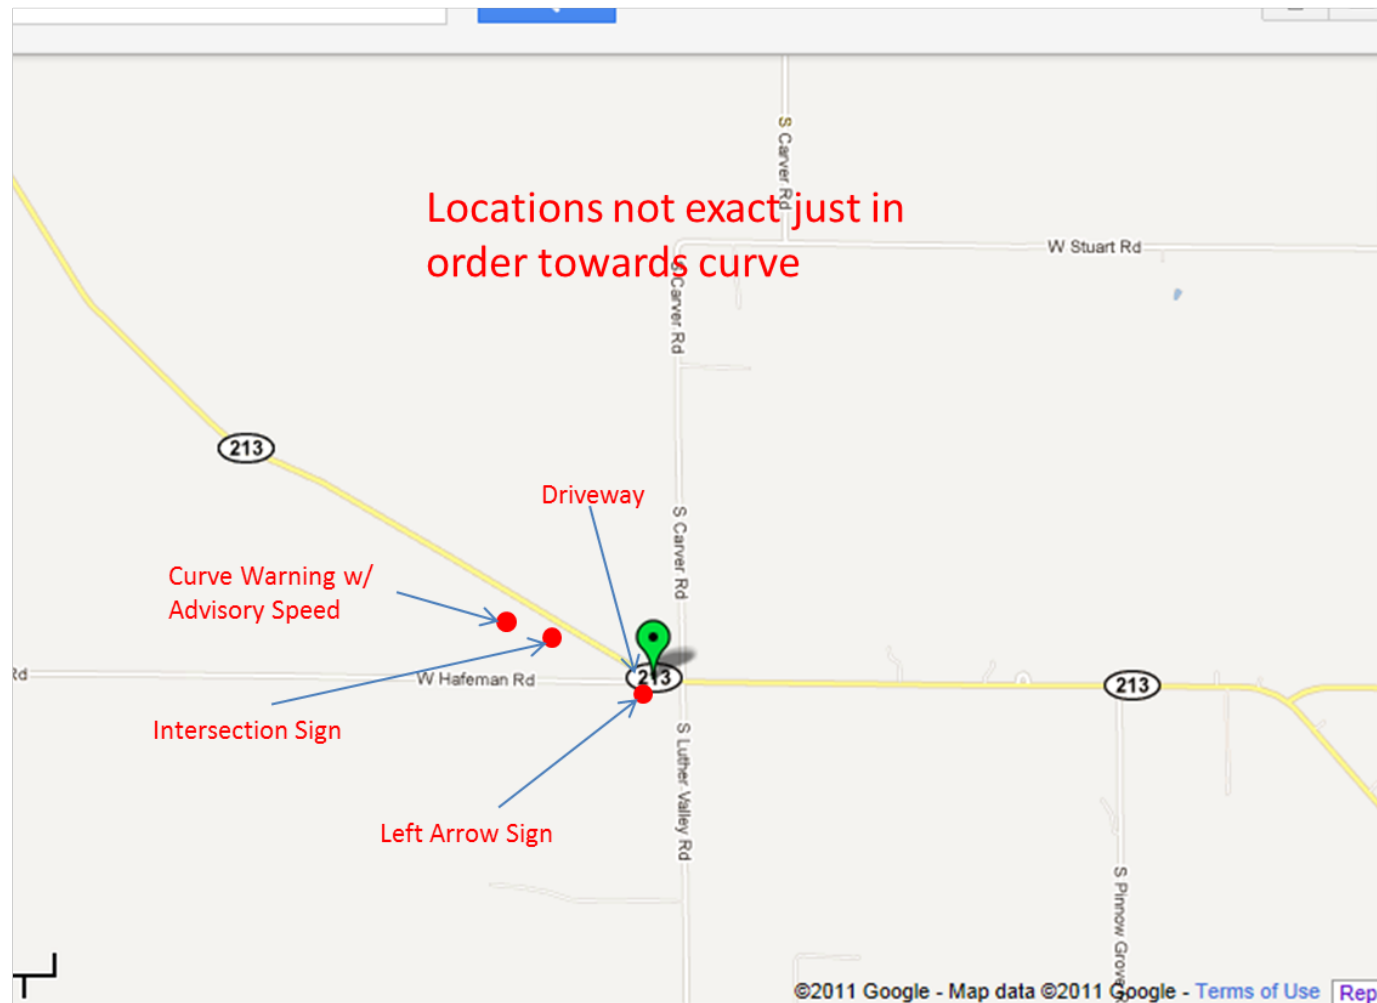 S Carver Rd
Locations not exact just in
order towards curve
W Stuart Rd
S Carver Rd
213
Driveway
S Carver Rd
Curve Warning w/
Advisory Speed
Rd
W Hafeman Rd
213
213
Intersection Sign
S Luther Valley Rd
Left Arrow Sign
S Pinnow Grove
©2011 Google - Map data ©2011 Google - Terms of Use
Rep